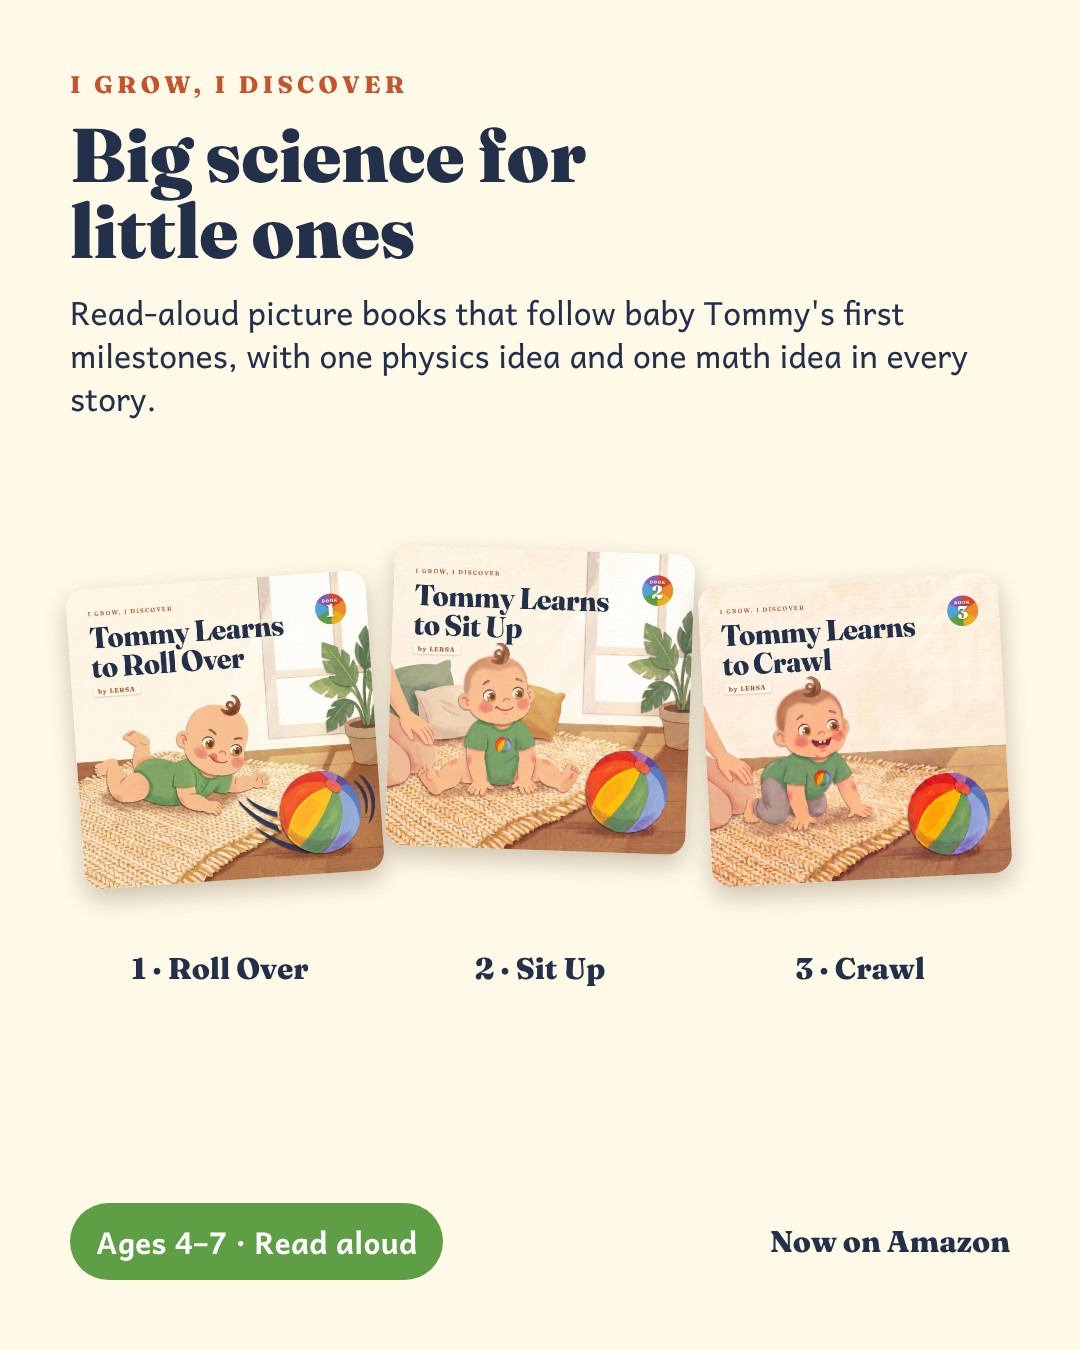 I GROW, I DISCOVER
Big science for
little ones
Read-aloud picture books that follow baby Tommy's first
milestones, with one physics idea and one math idea in every
story.
I GROW, I DISCOVER
BOOK
1
Tommy Learns
to Roll Over
by LERSA
I GROW, I DISCOVER
BOOK
2
Tommy Learns
to Sit Up
by LERSA
I GROW, I DISCOVER
BOOK
3
Tommy Learns
to Crawl
by LERSA
1 · Roll Over
2 · Sit Up
3 · Crawl
Ages 4–7 · Read aloud
Now on Amazon